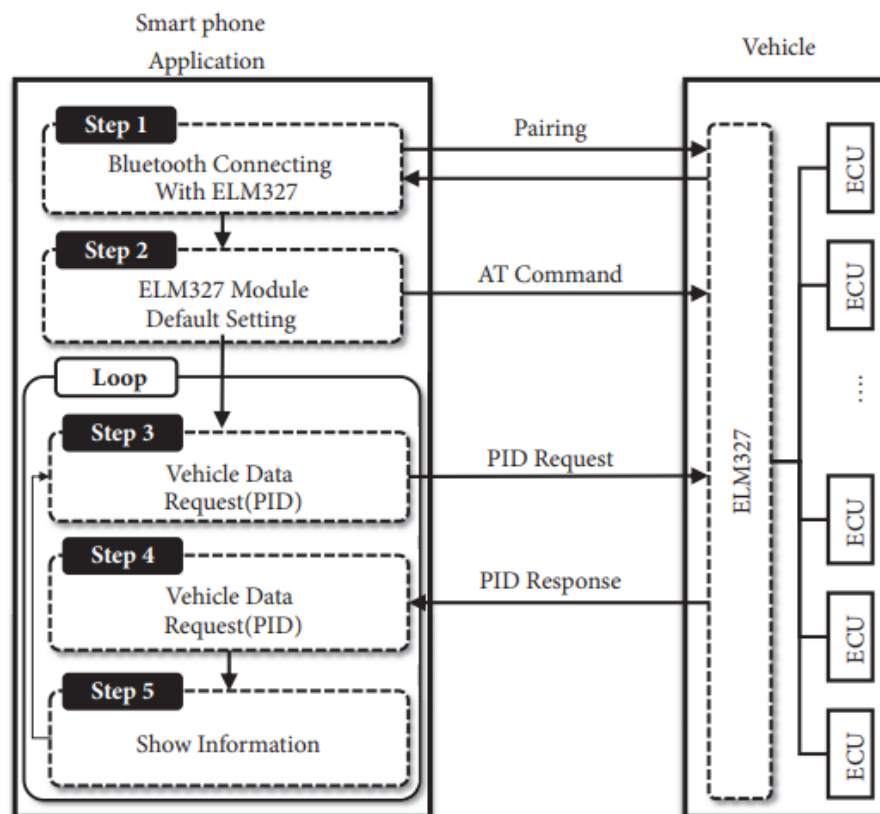 Smart phone
Application
Vehicle
Step 1
Bluetooth Connecting
With ELM327
Pairing
Step 2
ELM327 Module
Default Setting
AT Command
Loop
Step 3
Vehicle Data
Request(PID)
PID Request
Step 4
Vehicle Data
Request(PID)
PID Response
Step 5
Show Information
ELM327
ECU
ECU
....
ECU
ECU
ECU